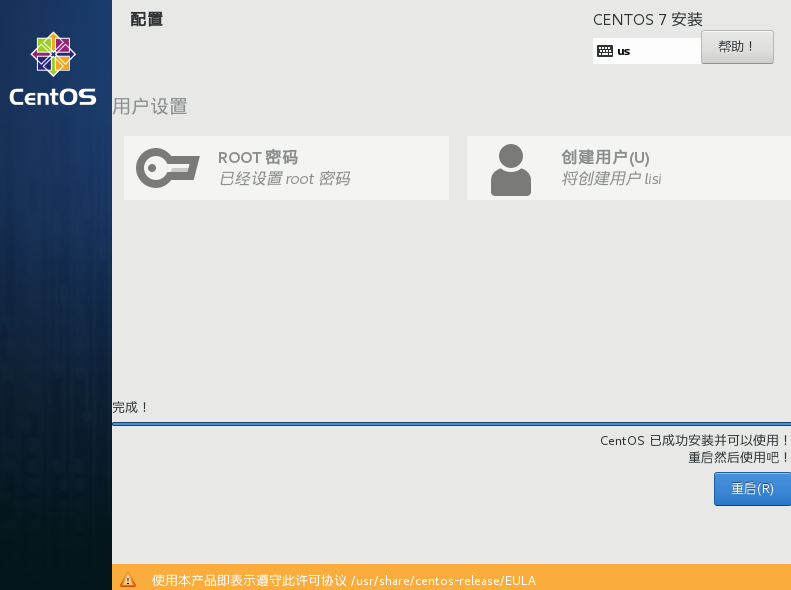 配置
CENTOS 7 安装
us
帮助！
CentOS
用户设置
ROOT 密码
已经设置 root 密码
创建用户(U)
将创建用户 lisi
完成！
CentOS 已成功安装并可以使用！
重启然后使用吧！
重启(R)
使用本产品即表示遵守此许可协议 /usr/share/centos-release/EULA